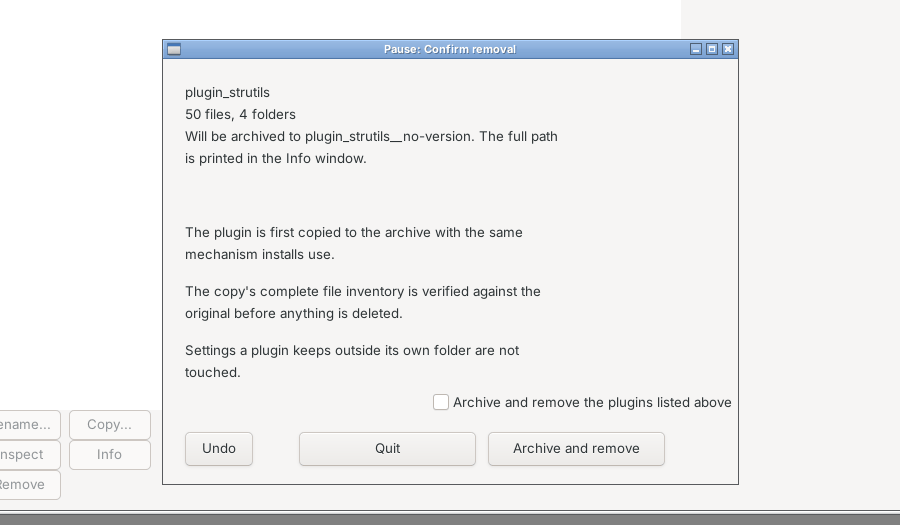 Pause: Confirm removal
plugin_strutils
50 files, 4 folders
Will be archived to plugin_strutils__no-version. The full path
is printed in the Info window.
The plugin is first copied to the archive with the same
mechanism installs use.
The copy's complete file inventory is verified against the
original before anything is deleted.
Settings a plugin keeps outside its own folder are not
touched.
Archive and remove the plugins listed above
ename... Copy...
nspect Info
Remove
Undo Quit Archive and remove